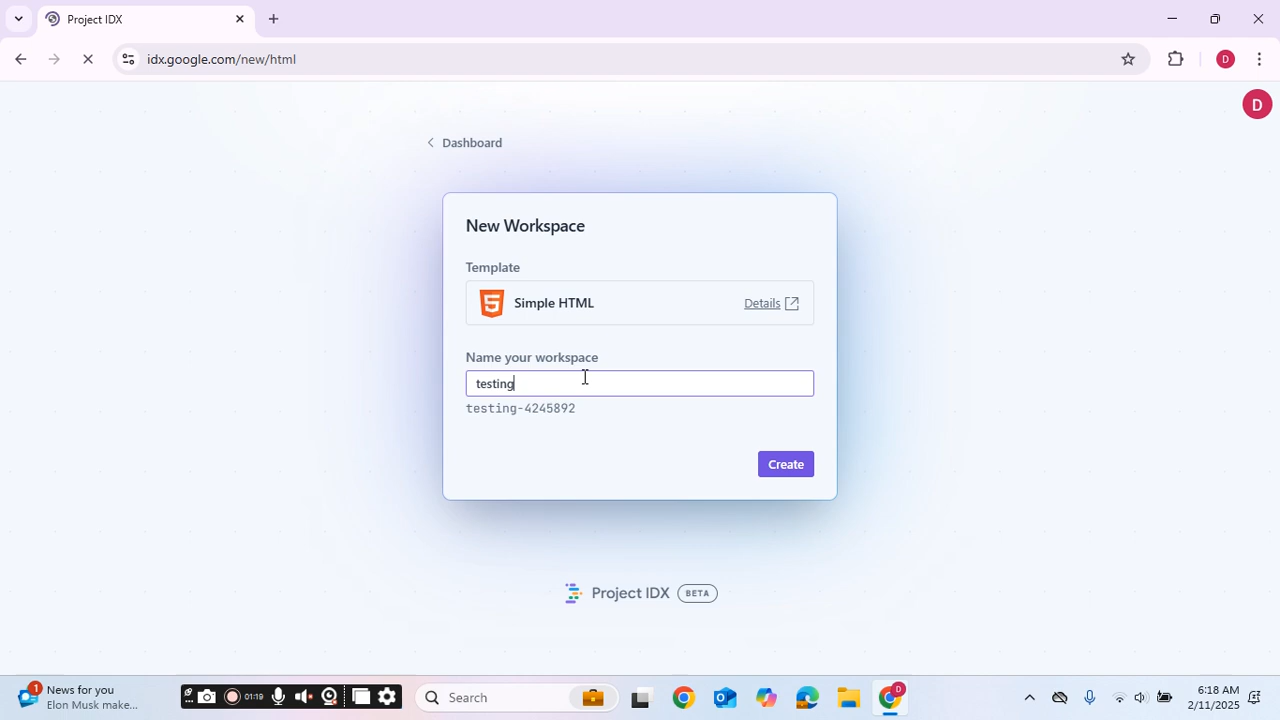 Project IDX
idx.google.com/new/html
D
D
Dashboard
New Workspace
Template
Simple HTML
Details
Name your workspace
testing
testing-4245892
Create
Project IDX BETA
1
News for you
Elon Musk make...
01:19
Search
D
6:18 AM
2/11/2025